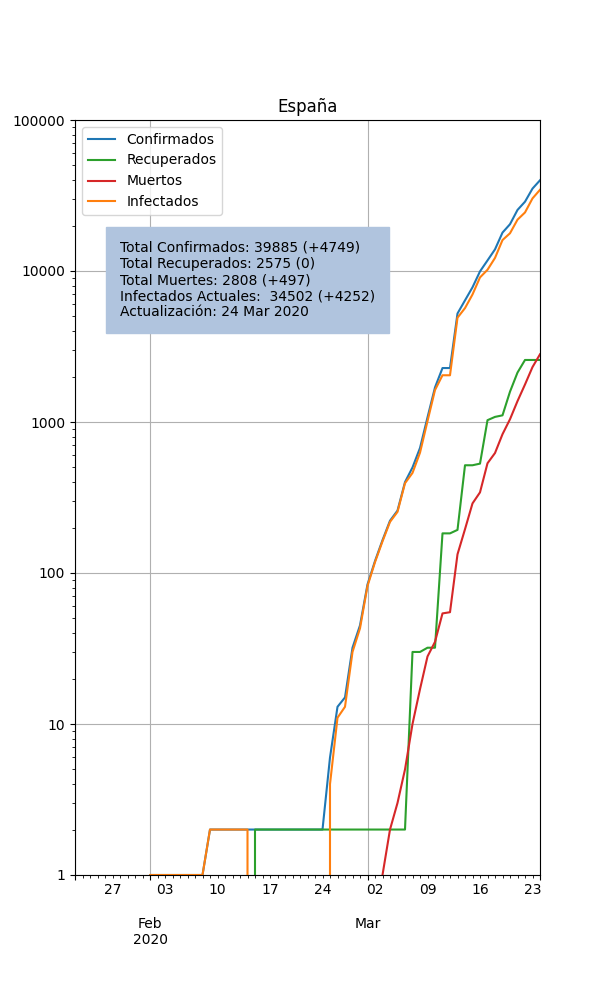 España
100000
10000
1000
100
10
1
Confirmados
Recuperados
Muertos
Infectados
Total Confirmados: 39885 (+4749)
Total Recuperados: 2575 (0)
Total Muertes: 2808 (+497)
Infectados Actuales:  34502 (+4252)
Actualización: 24 Mar 2020
27 03 10 17 24 02 09 16 23
Feb Mar
2020